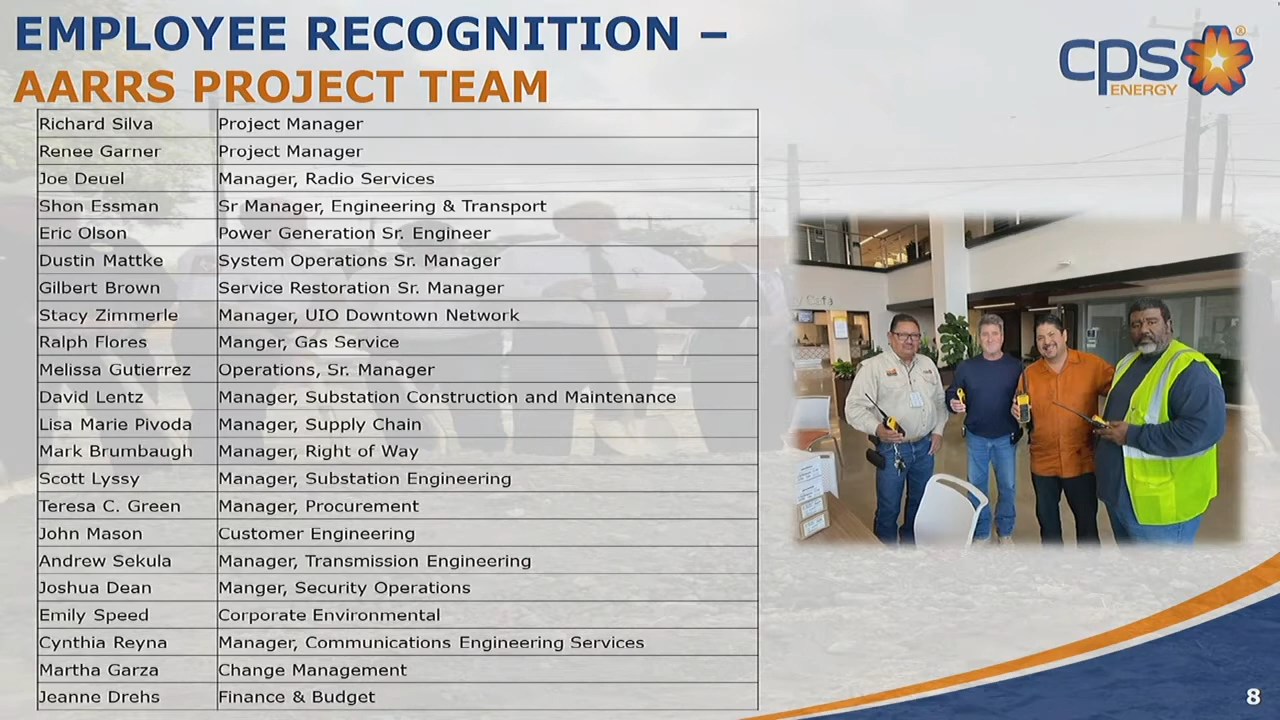 EMPLOYEE RECOGNITION –
AARRS PROJECT TEAM
cps ®
ENERGY
Richard Silva Project Manager
Renee Garner Project Manager
Joe Deuel Manager, Radio Services
Shon Essman Sr Manager, Engineering & Transport
Eric Olson Power Generation Sr. Engineer
Dustin Mattke System Operations Sr. Manager
Gilbert Brown Service Restoration Sr. Manager
Stacy Zimmerle Manager, UIO Downtown Network
Ralph Flores Manger, Gas Service
Melissa Gutierrez Operations, Sr. Manager
David Lentz Manager, Substation Construction and Maintenance
Lisa Marie Pivoda Manager, Supply Chain
Mark Brumbaugh Manager, Right of Way
Scott Lyssy Manager, Substation Engineering
Teresa C. Green Manager, Procurement
John Mason Customer Engineering
Andrew Sekula Manager, Transmission Engineering
Joshua Dean Manger, Security Operations
Emily Speed Corporate Environmental
Cynthia Reyna Manager, Communications Engineering Services
Martha Garza Change Management
Jeanne Drehs Finance & Budget
8